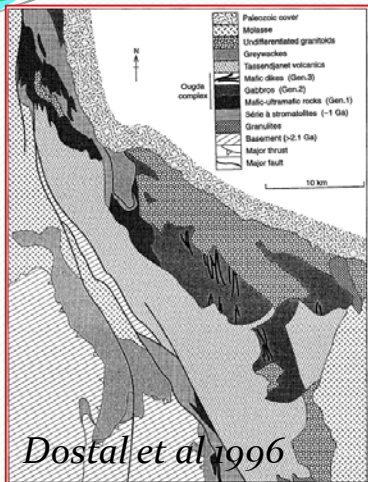 Paleozoic cover
Molasse
Undifferentiated granitoids
Greywackes
Tassendjanet volcanics
Mafic dikes (Gen.3)
Gabbros (Gen.2)
Mafic-ultramafic rocks (Gen.1)
Ougda
complex
Série à stromatolites (~1 Ga)
Granulites
Basement (>2.1 Ga)
Major thrust
Major fault
N
10 km
Dostal et al 1996